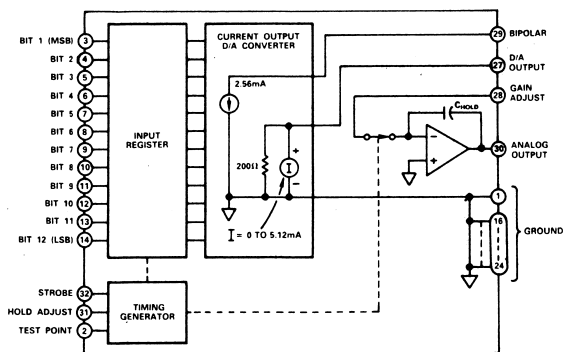 BIT 1 (MSB) 3
BIT 2 4
BIT 3 5
BIT 4 6
BIT 5 7
BIT 6 8
BIT 7 9
BIT 8 10
BIT 9 11
BIT 10 12
BIT 11 13
BIT 12 (LSB) 14
STROBE 32
HOLD ADJUST 31
TEST POINT 2
INPUT
REGISTER
TIMING
GENERATOR
CURRENT OUTPUT
D/A CONVERTER
2.56mA
200Ω
+
I
−
I = 0 TO 5.12mA
CHOLD
−
+
29 BIPOLAR
27 D/A
OUTPUT
28 GAIN
ADJUST
30 ANALOG
OUTPUT
1
16
24
GROUND